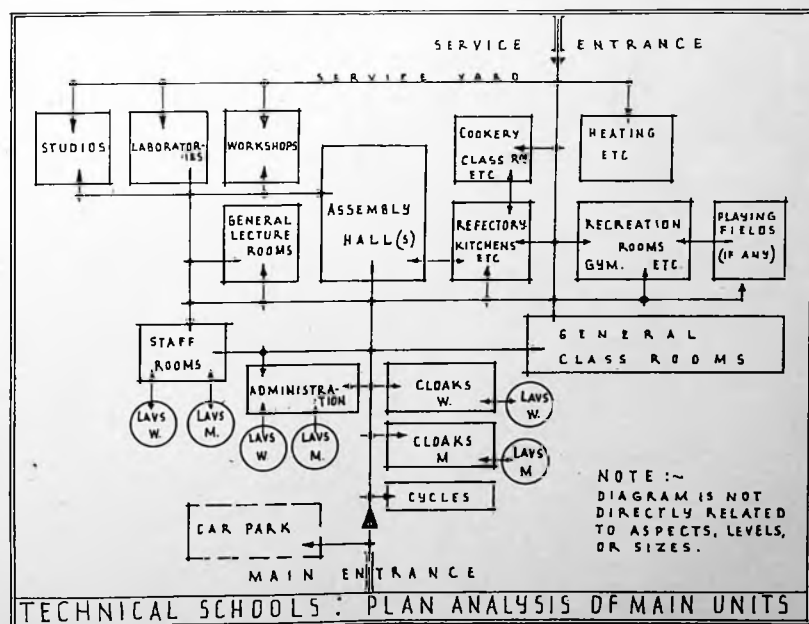 SERVICE ENTRANCE
SERVICE YARD
STUDIOS
LABORATOR-
IES
WORKSHOPS
COOKERY
CLASS RM
ETC
HEATING
ETC
GENERAL
LECTURE
ROOMS
ASSEMBLY
HALL(S)
REFECTORY
KITCHENS
ETC
RECREATION
ROOMS
GYM. ETC.
PLAYING
FIELDS
(IF ANY)
STAFF
ROOMS
GENERAL
CLASS ROOMS
ADMINISTRA-
TION
CLOAKS
W.
LAVS
W.
LAVS
W.
LAVS
M.
LAVS
W.
LAVS
M.
CLOAKS
M
LAVS
M
CYCLES
CAR PARK
NOTE :~
DIAGRAM IS NOT
DIRECTLY RELATED
TO ASPECTS, LEVELS,
OR SIZES.
MAIN ENTRANCE
TECHNICAL SCHOOLS : PLAN ANALYSIS OF MAIN UNITS